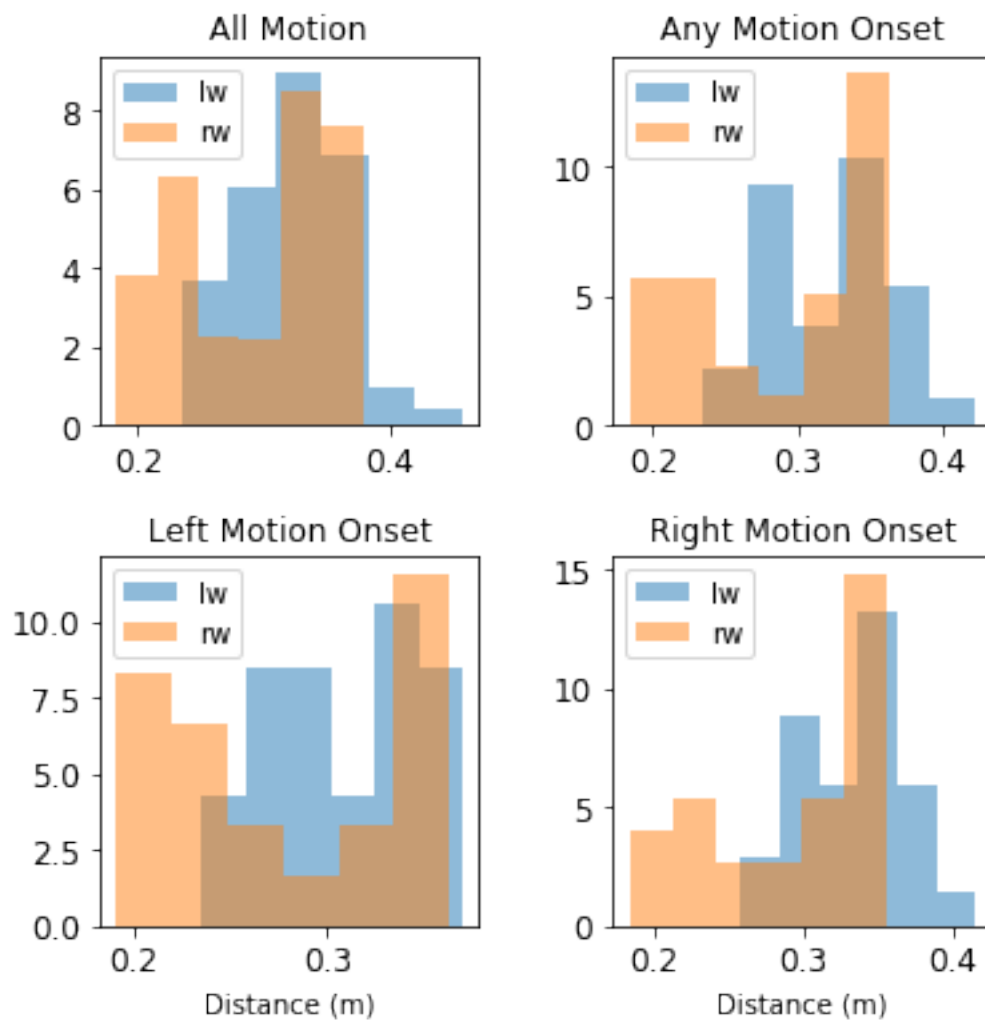 All Motion
lw
rw
8
6
4
2
0
0.2 0.4
Any Motion Onset
lw
rw
10
5
0
0.2 0.3 0.4
Left Motion Onset
lw
rw
10.0
7.5
5.0
2.5
0.0
0.2 0.3
Distance (m)
Right Motion Onset
lw
rw
15
10
5
0
0.2 0.3 0.4
Distance (m)